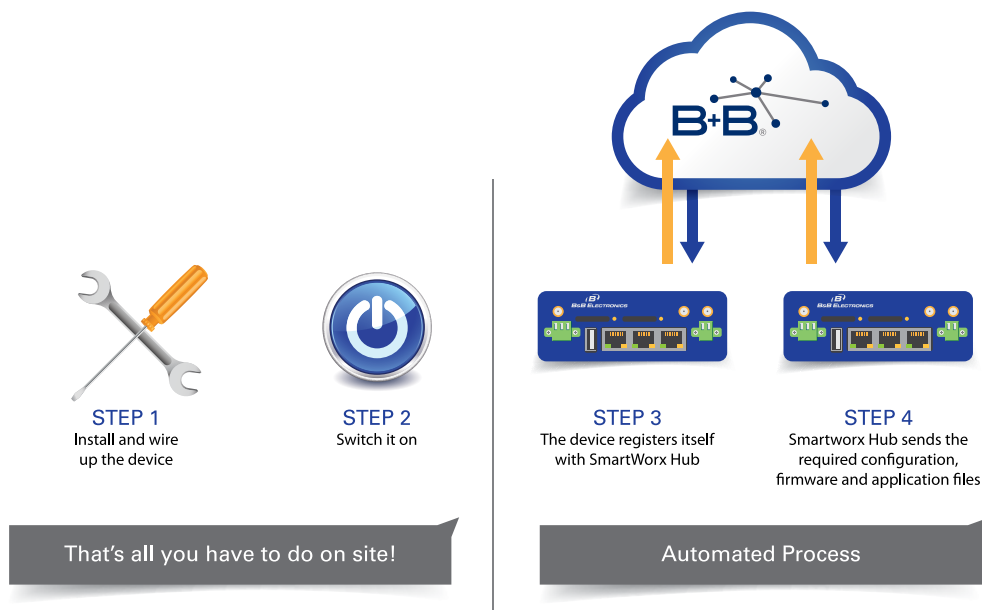 B+B®
B
B&B ELECTRONICS
B
B&B ELECTRONICS
STEP 1
Install and wire
up the device
STEP 2
Switch it on
STEP 3
The device registers itself
with SmartWorx Hub
STEP 4
Smartworx Hub sends the
required configuration,
firmware and application files
That's all you have to do on site!
Automated Process